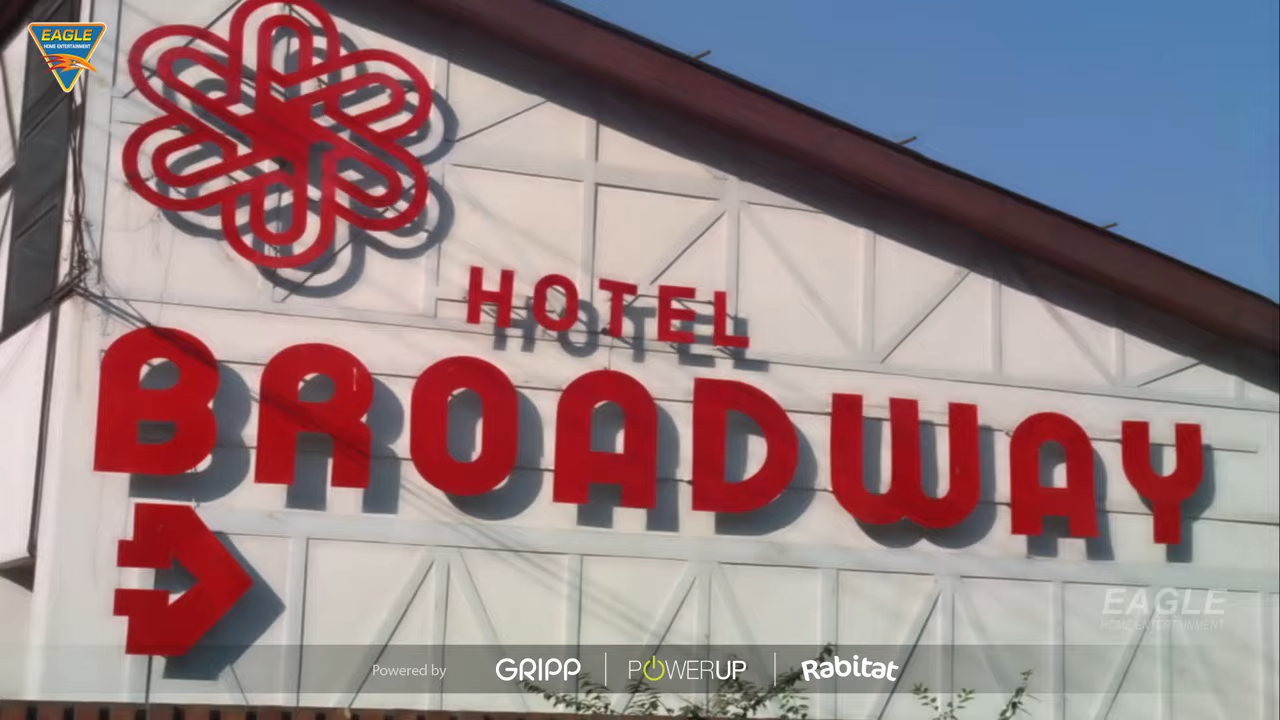 EAGLE
HOME ENTERTAINMENT
HOTEL
BROADWAY
EAGLE
HOME ENTERTAINMENT
Powered by GRIPP POWERUP Rabitat